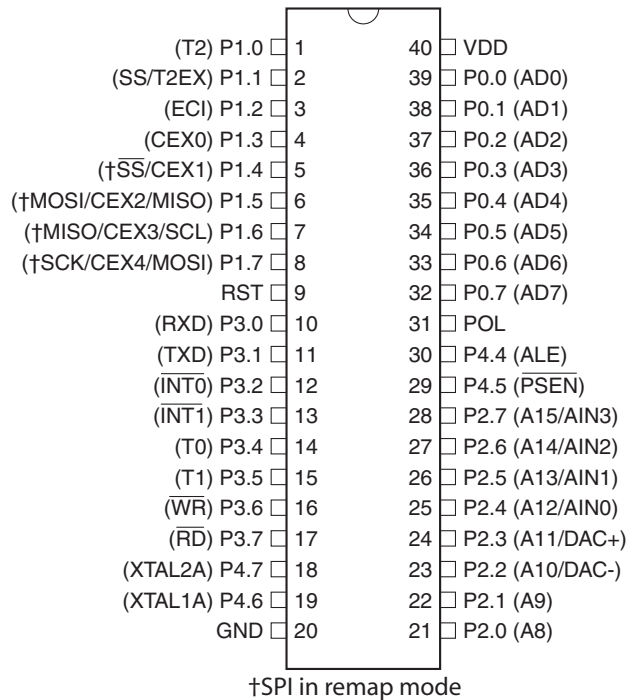 (T2) P1.0 1 40 VDD
(SS/T2EX) P1.1 2 39 P0.0 (AD0)
(ECI) P1.2 3 38 P0.1 (AD1)
(CEX0) P1.3 4 37 P0.2 (AD2)
(†S̅S̅/CEX1) P1.4 5 36 P0.3 (AD3)
(†MOSI/CEX2/MISO) P1.5 6 35 P0.4 (AD4)
(†MISO/CEX3/SCL) P1.6 7 34 P0.5 (AD5)
(†SCK/CEX4/MOSI) P1.7 8 33 P0.6 (AD6)
RST 9 32 P0.7 (AD7)
(RXD) P3.0 10 31 POL
(TXD) P3.1 11 30 P4.4 (ALE)
(I̅N̅T̅0̅) P3.2 12 29 P4.5 (P̅S̅E̅N̅)
(I̅N̅T̅1̅) P3.3 13 28 P2.7 (A15/AIN3)
(T0) P3.4 14 27 P2.6 (A14/AIN2)
(T1) P3.5 15 26 P2.5 (A13/AIN1)
(W̅R̅) P3.6 16 25 P2.4 (A12/AIN0)
(R̅D̅) P3.7 17 24 P2.3 (A11/DAC+)
(XTAL2A) P4.7 18 23 P2.2 (A10/DAC-)
(XTAL1A) P4.6 19 22 P2.1 (A9)
GND 20 21 P2.0 (A8)
†SPI in remap mode